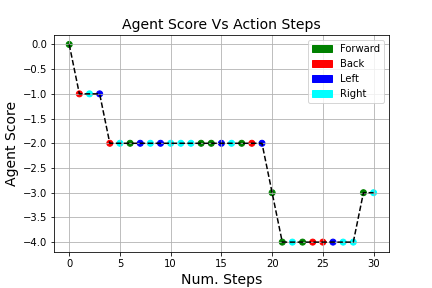 Agent Score Vs Action Steps
0.0
−0.5
−1.0
−1.5
−2.0
−2.5
−3.0
−3.5
−4.0
Agent Score
Forward
Back
Left
Right
0 5 10 15 20 25 30
Num. Steps